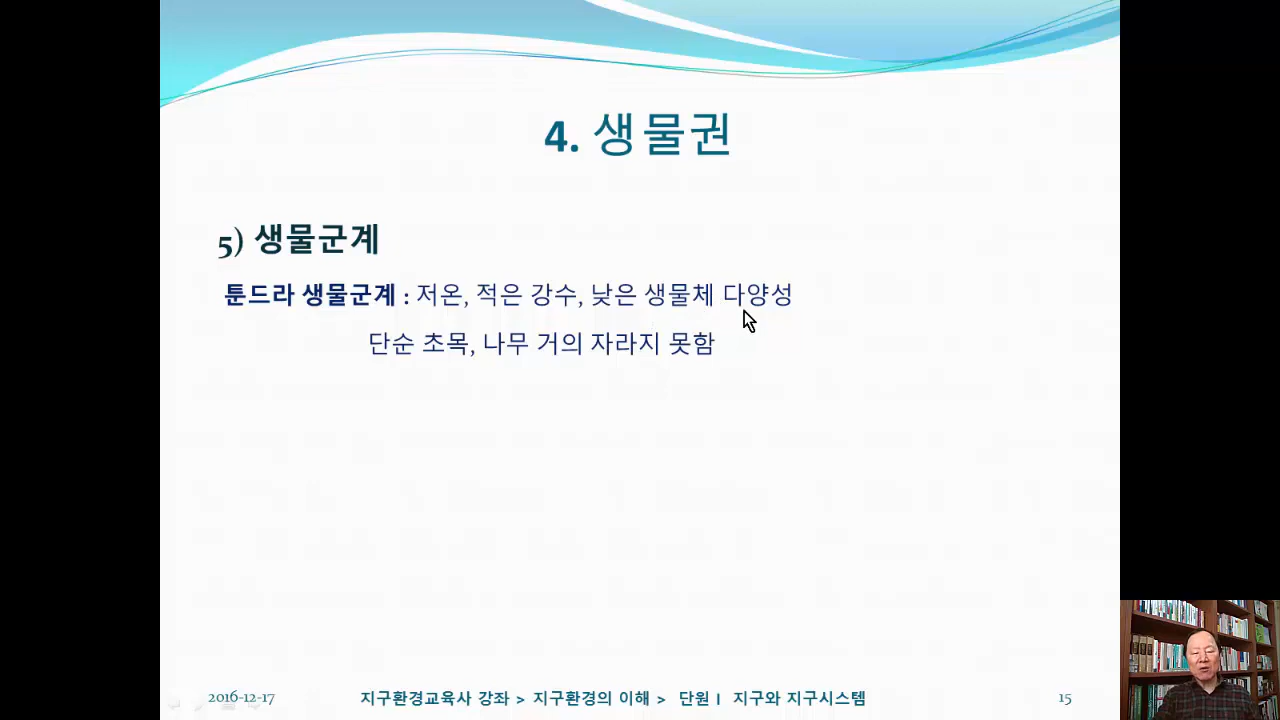 4. 생물권
5) 생물군계
툰드라 생물군계 : 저온, 적은 강수, 낮은 생물체 다양성
단순 초목, 나무 거의 자라지 못함
2016-12-17 지구환경교육사 강좌 > 지구환경의 이해 > 단원 I 지구와 지구시스템 15